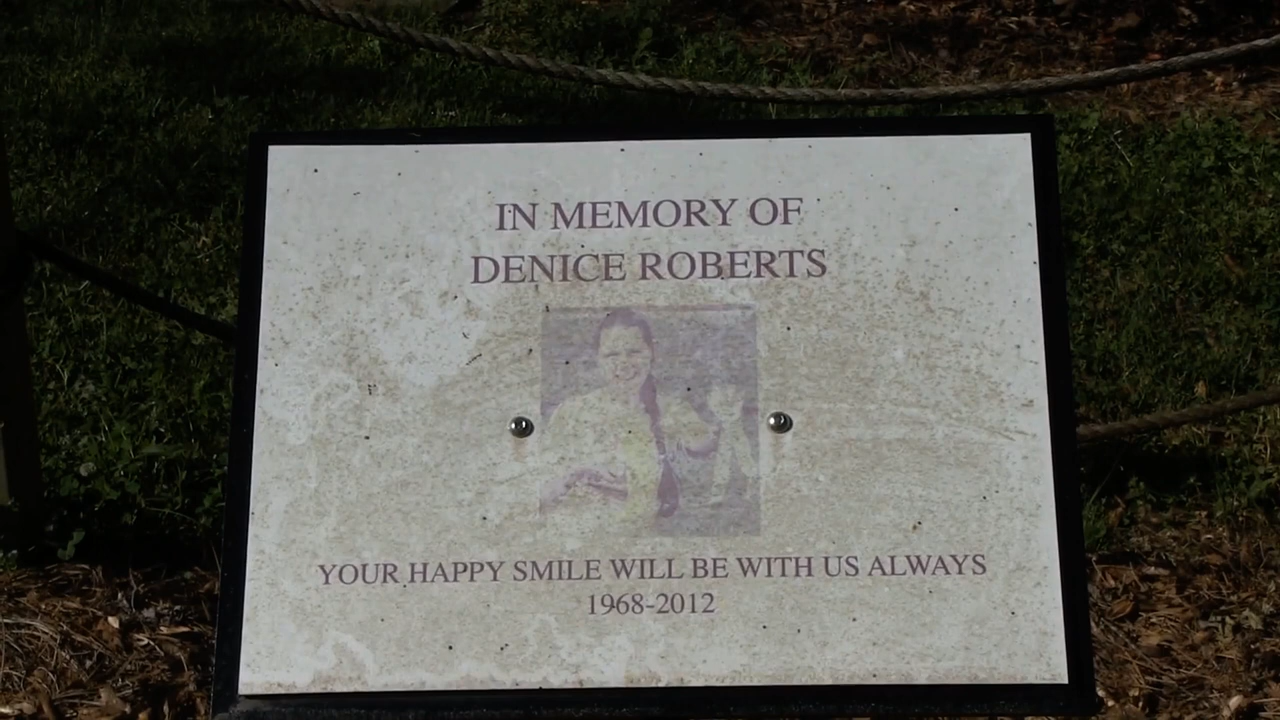 IN MEMORY OF
DENICE ROBERTS
YOUR HAPPY SMILE WILL BE WITH US ALWAYS
1968-2012